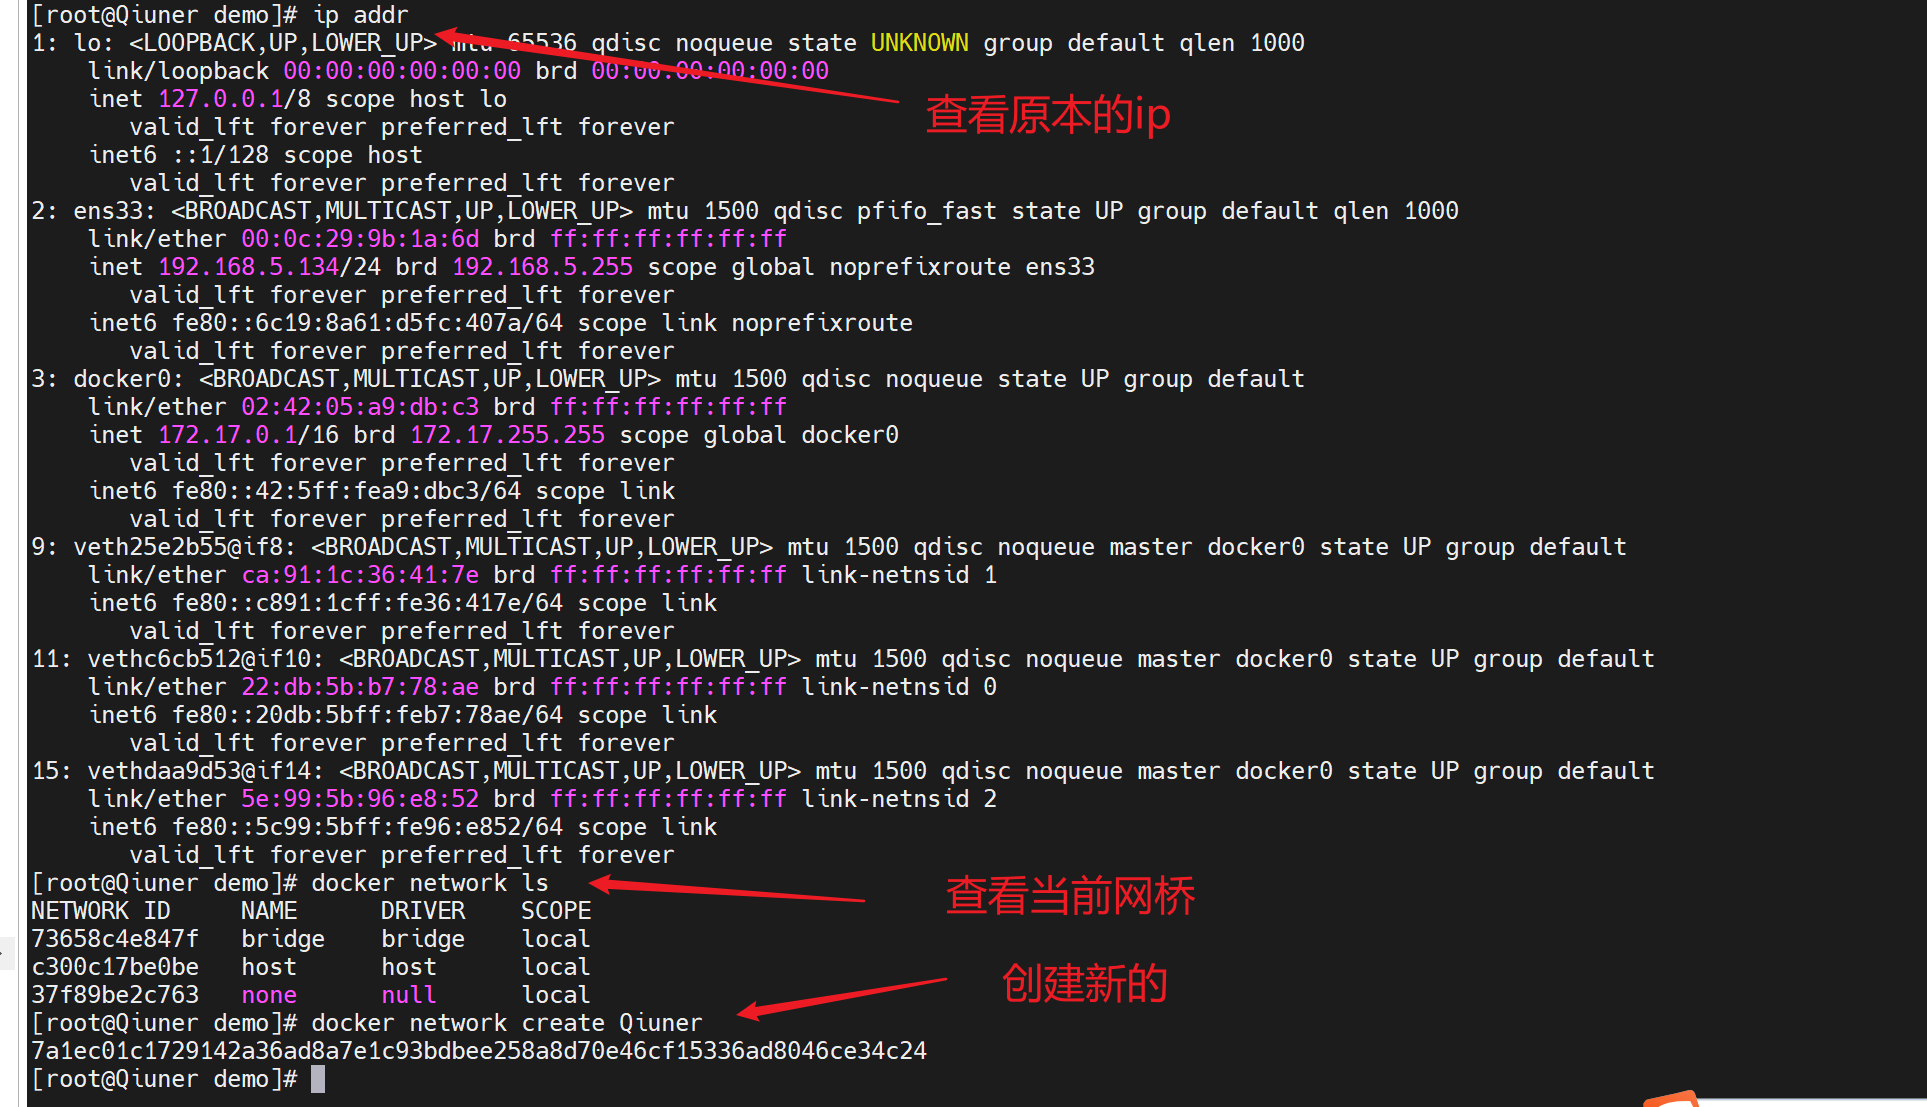 [root@Qiuner demo]# ip addr
1: lo: <LOOPBACK,UP,LOWER_UP> mtu 65536 qdisc noqueue state UNKNOWN group default qlen 1000
link/loopback 00:00:00:00:00:00 brd 00:00:00:00:00:00
查看原本的ip
inet 127.0.0.1/8 scope host lo
valid_lft forever preferred_lft forever
inet6 ::1/128 scope host
valid_lft forever preferred_lft forever
2: ens33: <BROADCAST,MULTICAST,UP,LOWER_UP> mtu 1500 qdisc pfifo_fast state UP group default qlen 1000
link/ether 00:0c:29:9b:1a:6d brd ff:ff:ff:ff:ff:ff
inet 192.168.5.134/24 brd 192.168.5.255 scope global noprefixroute ens33
valid_lft forever preferred_lft forever
inet6 fe80::6c19:8a61:d5fc:407a/64 scope link noprefixroute
valid_lft forever preferred_lft forever
3: docker0: <BROADCAST,MULTICAST,UP,LOWER_UP> mtu 1500 qdisc noqueue state UP group default
link/ether 02:42:05:a9:db:c3 brd ff:ff:ff:ff:ff:ff
inet 172.17.0.1/16 brd 172.17.255.255 scope global docker0
valid_lft forever preferred_lft forever
inet6 fe80::42:5ff:fea9:dbc3/64 scope link
valid_lft forever preferred_lft forever
9: veth25e2b55@if8: <BROADCAST,MULTICAST,UP,LOWER_UP> mtu 1500 qdisc noqueue master docker0 state UP group default
link/ether ca:91:1c:36:41:7e brd ff:ff:ff:ff:ff:ff link-netnsid 1
inet6 fe80::c891:1cff:fe36:417e/64 scope link
valid_lft forever preferred_lft forever
11: vethc6cb512@if10: <BROADCAST,MULTICAST,UP,LOWER_UP> mtu 1500 qdisc noqueue master docker0 state UP group default
link/ether 22:db:5b:b7:78:ae brd ff:ff:ff:ff:ff:ff link-netnsid 0
inet6 fe80::20db:5bff:feb7:78ae/64 scope link
valid_lft forever preferred_lft forever
15: vethdaa9d53@if14: <BROADCAST,MULTICAST,UP,LOWER_UP> mtu 1500 qdisc noqueue master docker0 state UP group default
link/ether 5e:99:5b:96:e8:52 brd ff:ff:ff:ff:ff:ff link-netnsid 2
inet6 fe80::5c99:5bff:fe96:e852/64 scope link
valid_lft forever preferred_lft forever
[root@Qiuner demo]# docker network ls
查看当前网桥
NETWORK ID NAME DRIVER SCOPE
73658c4e847f bridge bridge local
c300c17be0be host host local
37f89be2c763 none null local
创建新的
[root@Qiuner demo]# docker network create Qiuner
7a1ec01c1729142a36ad8a7e1c93bdbee258a8d70e46cf15336ad8046ce34c24
[root@Qiuner demo]#